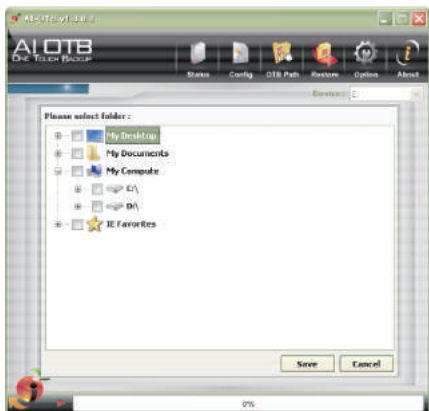 AI OTB
ONE TOUCH BACKUP
Status Config OTB Path Restore Option About
Device: E:
Please select folder :
My Desktop
My Documents
My Compute
C:\
D:\
IE Favorites
Save Cancel
0%